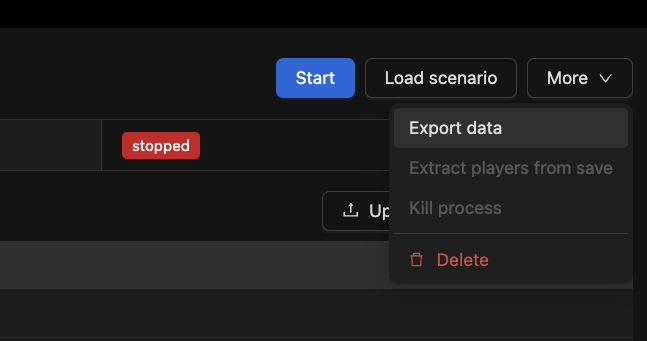 Start Load scenario More
Export data
stopped
Extract players from save
Up
Kill process
Delete